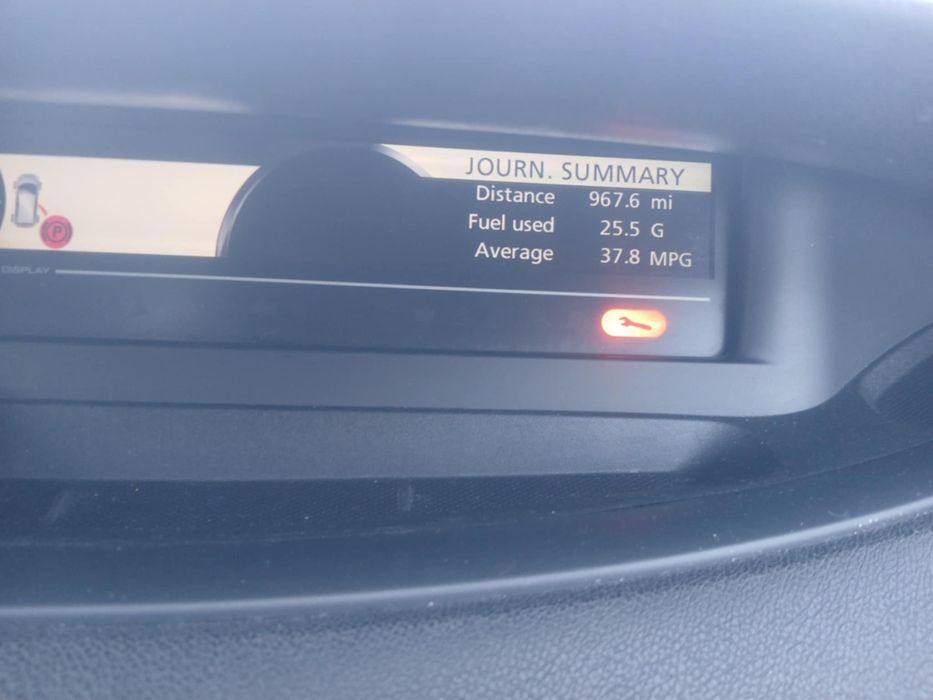 JOURN. SUMMARY
Distance 967.6 mi
Fuel used 25.5 G
Average 37.8 MPG
P
DISPLAY